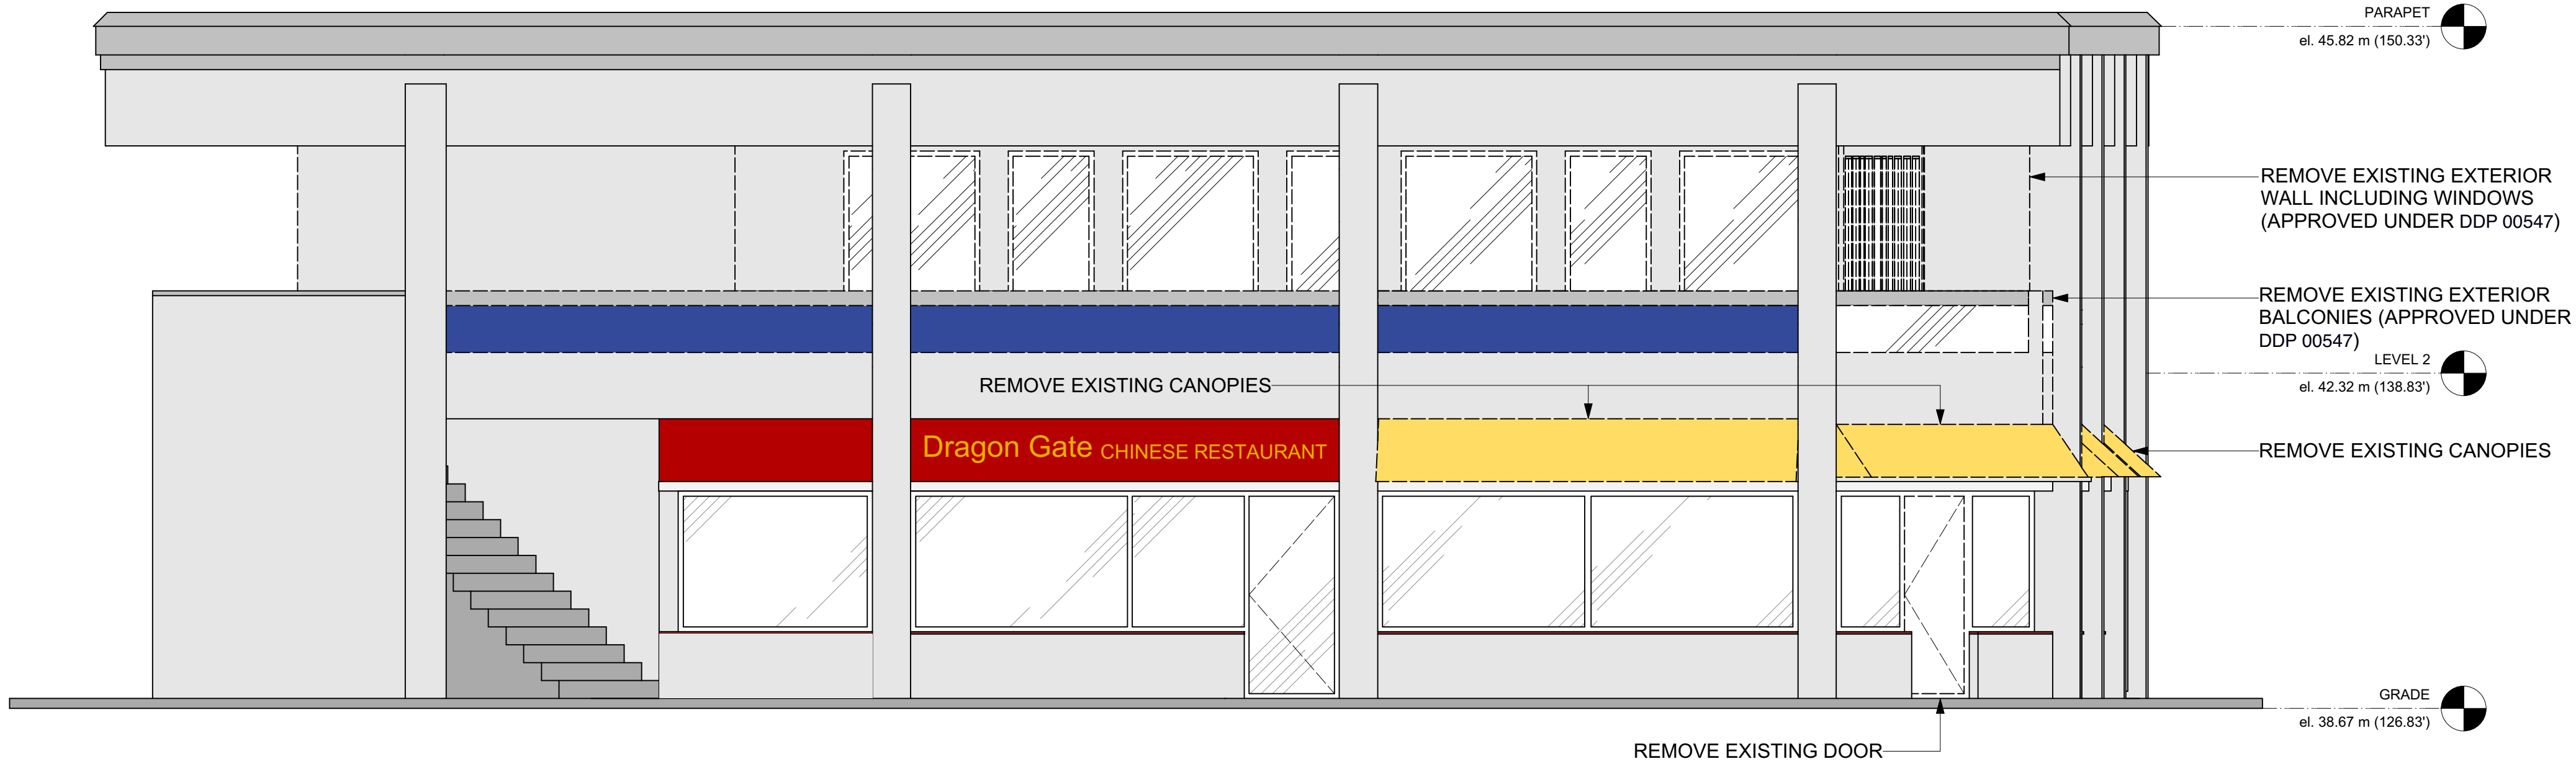 PARAPET
el. 45.82 m (150.33')
REMOVE EXISTING EXTERIOR
WALL INCLUDING WINDOWS
(APPROVED UNDER DDP 00547)
REMOVE EXISTING EXTERIOR
BALCONIES (APPROVED UNDER
DDP 00547)
LEVEL 2
el. 42.32 m (138.83')
REMOVE EXISTING CANOPIES
Dragon Gate CHINESE RESTAURANT
REMOVE EXISTING CANOPIES
GRADE
el. 38.67 m (126.83')
REMOVE EXISTING DOOR